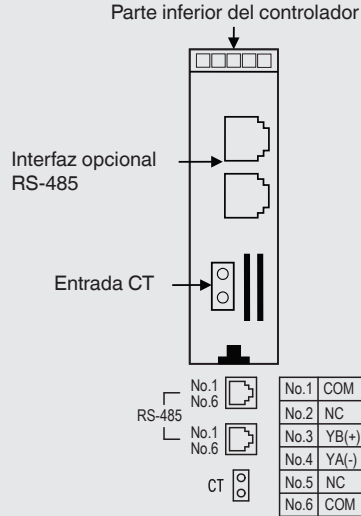 Parte inferior del controlador
Interfaz opcional
RS-485
Entrada CT
No.1
No.6
RS-485
No.1
No.6
CT
No.1 COM
No.2 NC
No.3 YB(+)
No.4 YA(-)
No.5 NC
No.6 COM